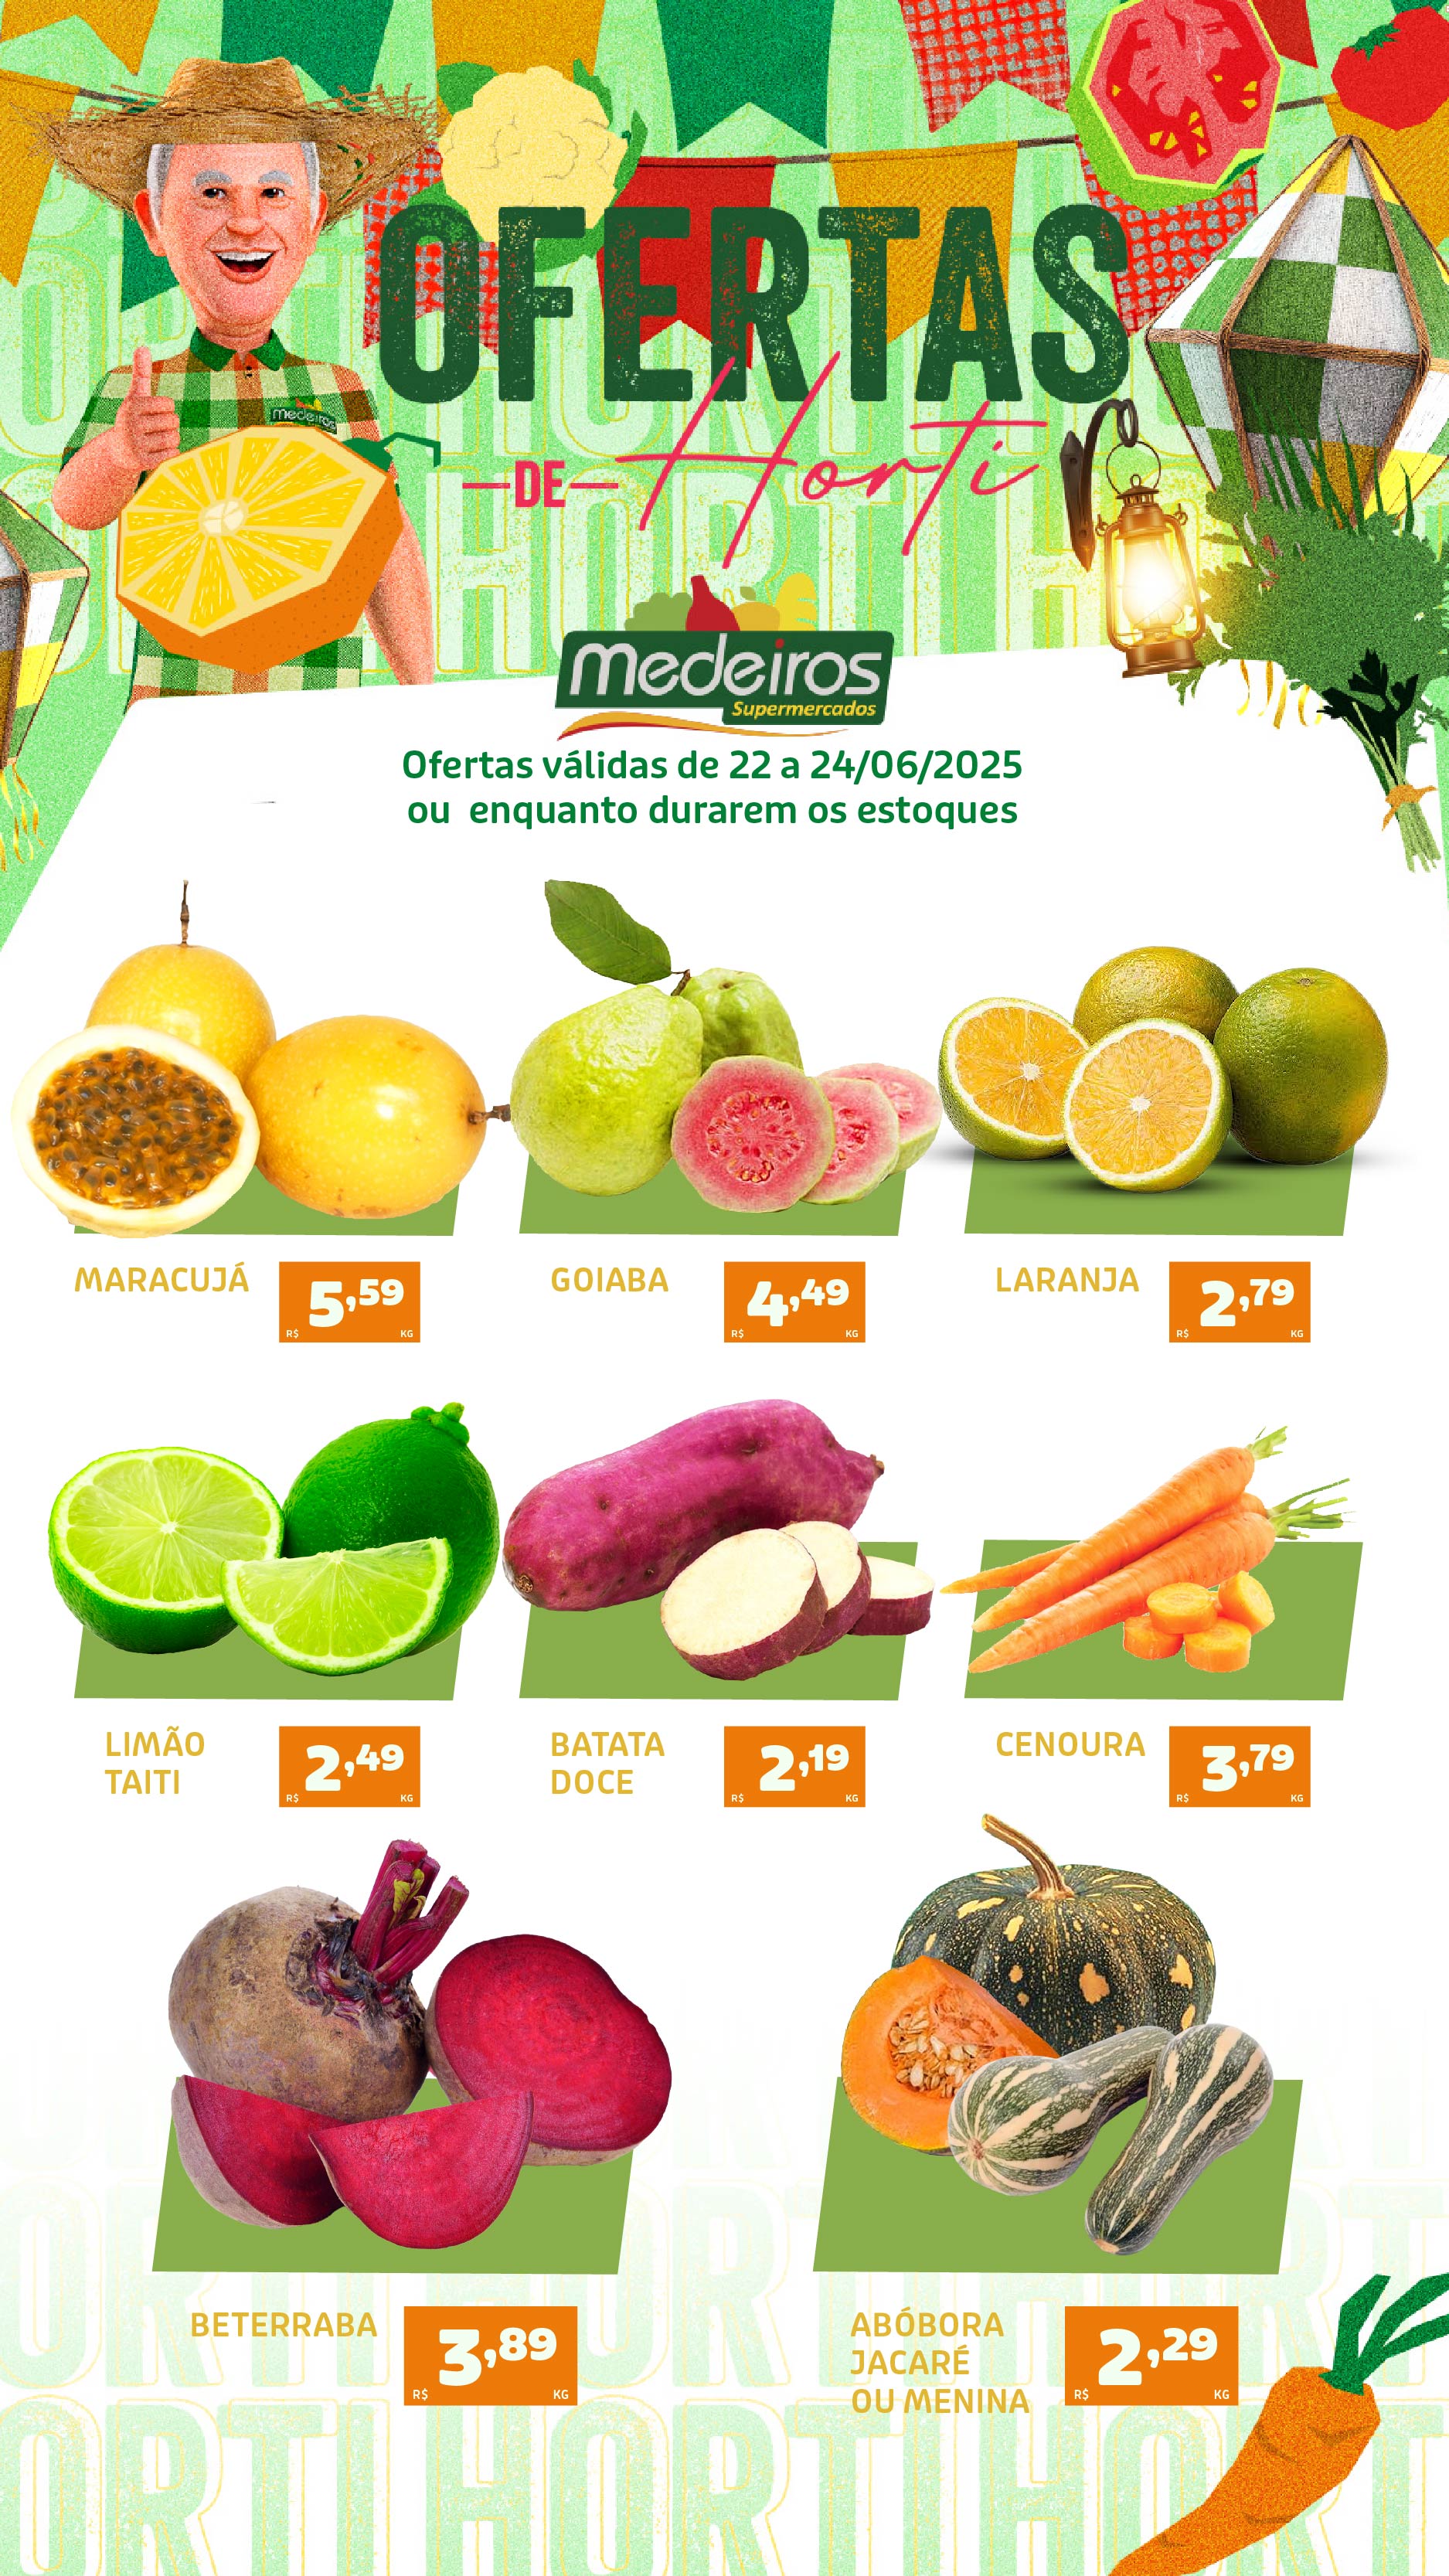 OFERTAS
DE Horti
medeiros
medeiros
Supermercados
Ofertas válidas de 22 a 24/06/2025
ou enquanto durarem os estoques
MARACUJÁ
R$ 5,59 KG
GOIABA
R$ 4,49 KG
LARANJA
R$ 2,79 KG
LIMÃO
TAITI
R$ 2,49 KG
BATATA
DOCE
R$ 2,19 KG
CENOURA
R$ 3,79 KG
BETERRABA
R$ 3,89 KG
ABÓBORA
JACARÉ
OU MENINA
R$ 2,29 KG
HORTI HORTI HORT
ORTI HORTI HORT